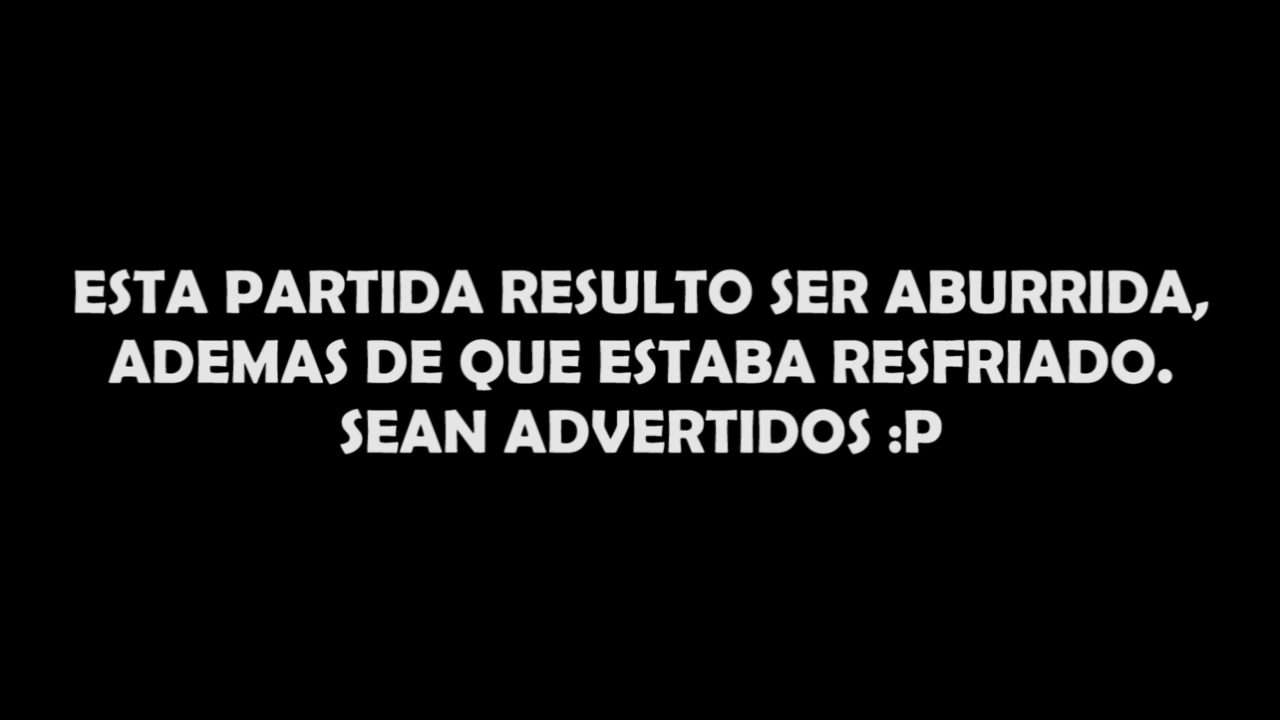 ESTA PARTIDA RESULTO SER ABURRIDA,
ADEMAS DE QUE ESTABA RESFRIADO.
SEAN ADVERTIDOS :P